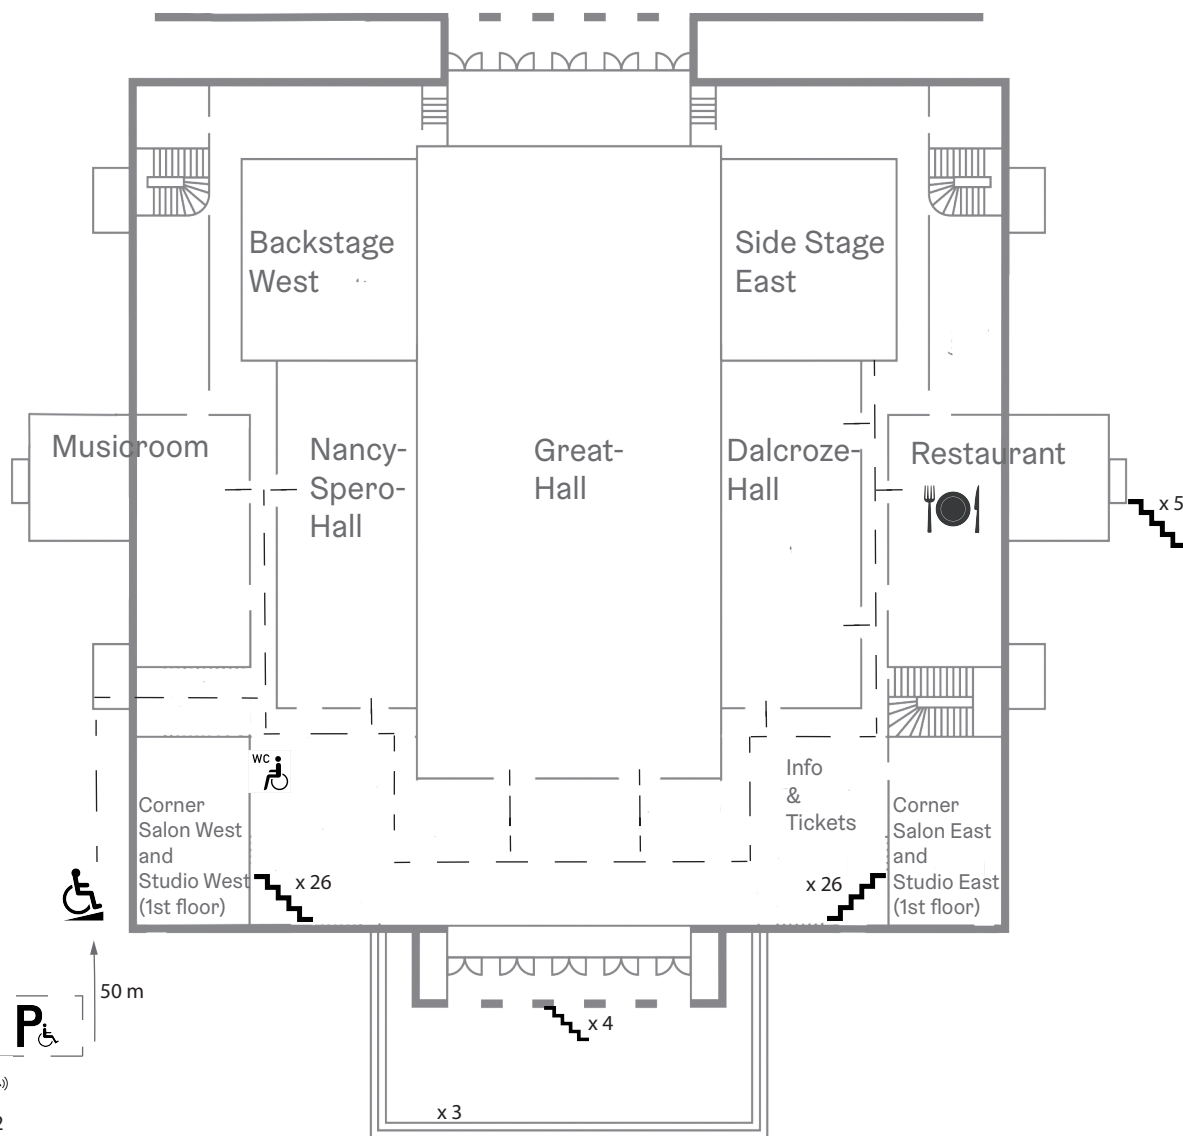 Backstage
West
Side Stage
East
Musicroom
Nancy-
Spero-
Hall
Great-
Hall
Dalcroze-
Hall
Restaurant
x 5
WC
Info
&
Tickets
Corner
Salon West
and
Studio West
(1st floor)
x 26
x 26
Corner
Salon East
and
Studio East
(1st floor)
50 m
P
x 4
x 3
2